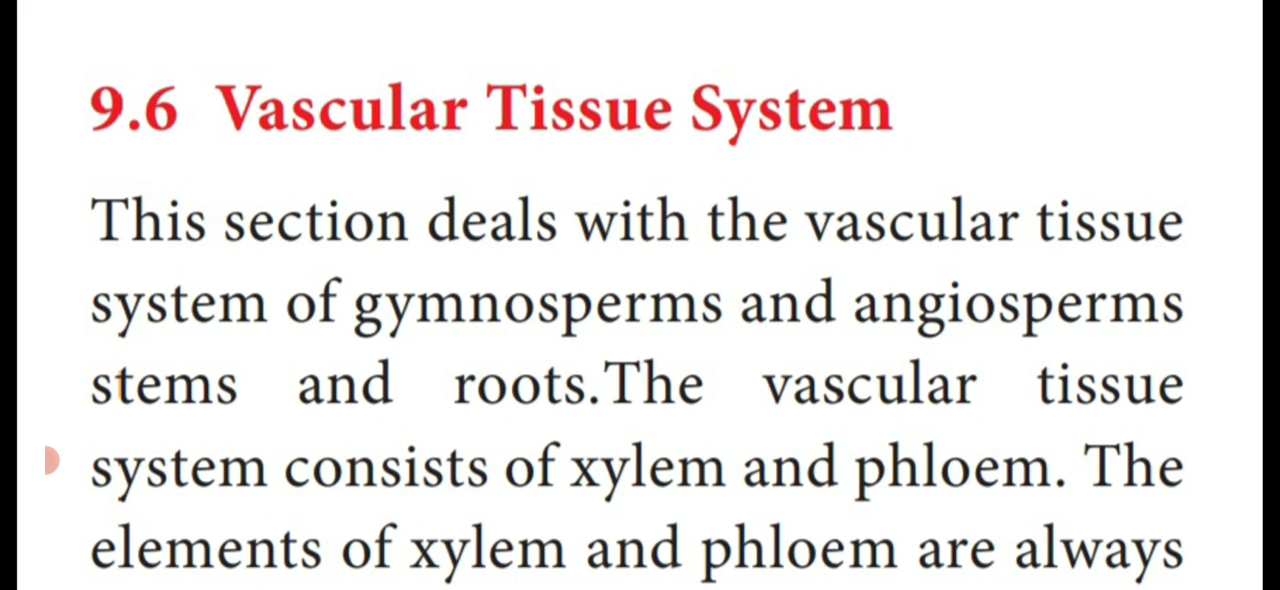 9.6 Vascular Tissue System
This section deals with the vascular tissue
system of gymnosperms and angiosperms
stems and roots.The vascular tissue
system consists of xylem and phloem. The
elements of xylem and phloem are always